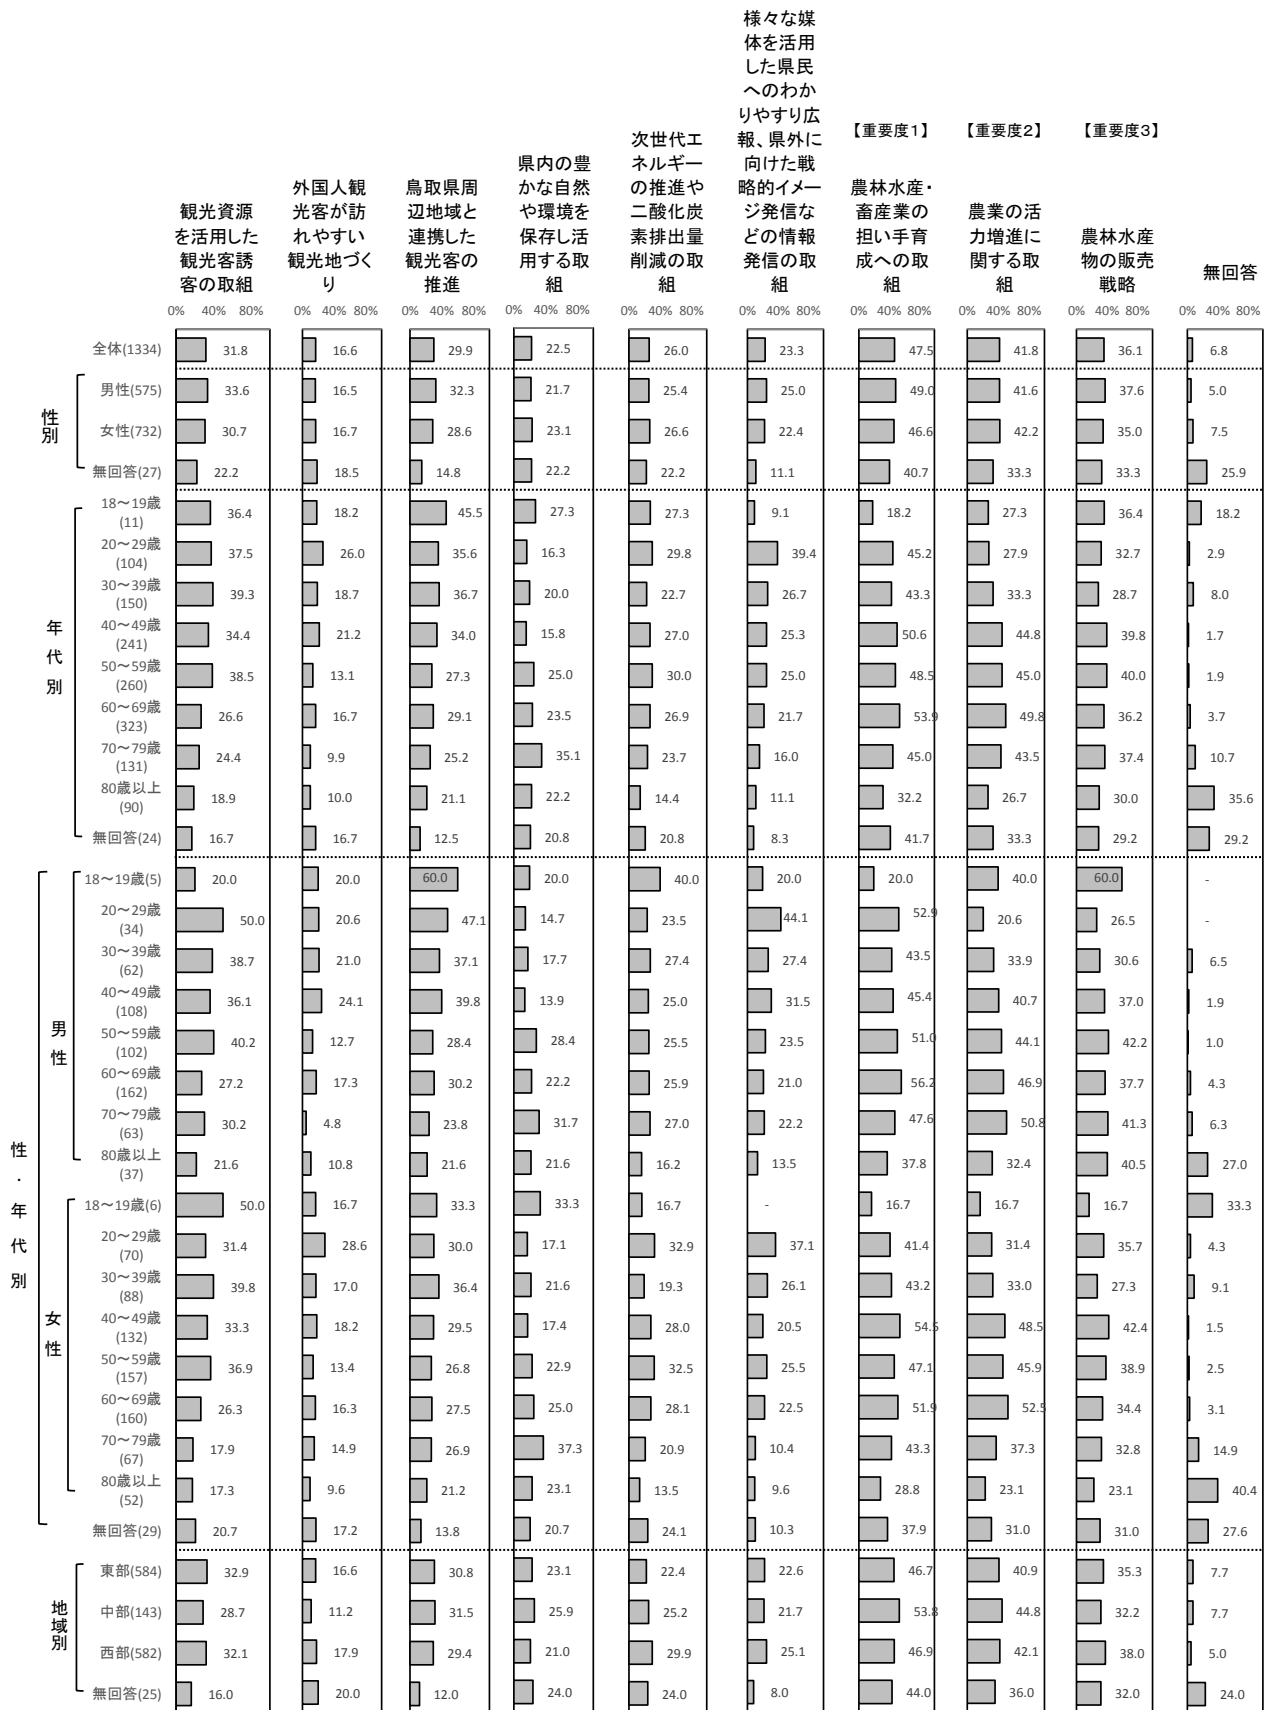 観光資源
を活用した
観光客誘
客の取組
外国人観
光客が訪
れやすい
観光地づく
り
鳥取県周
辺地域と
連携した
観光客の
推進
県内の豊
かな自然
や環境を
保存し活
用する取
組
次世代エ
ネルギー
の推進や
二酸化炭
素排出量
削減の取
組
様々な媒
体を活用
した県民
へのわか
りやすり広
報、県外に
向けた戦
略的イメー
ジ発信な
どの情報
発信の取
組
【重要度1】
農林水産・
畜産業の
担い手育
成への取
組
【重要度2】
農業の活
力増進に
関する取
組
【重要度3】
農林水産
物の販売
戦略
無回答
0% 40% 80% 0% 40% 80% 0% 40% 80% 0% 40% 80% 0% 40% 80% 0% 40% 80% 0% 40% 80% 0% 40% 80% 0% 40% 80% 0% 40% 80%
全体(1334) 31.8 16.6 29.9 22.5 26.0 23.3 47.5 41.8 36.1 6.8
性別
男性(575) 33.6 16.5 32.3 21.7 25.4 25.0 49.0 41.6 37.6 5.0
女性(732) 30.7 16.7 28.6 23.1 26.6 22.4 46.6 42.2 35.0 7.5
無回答(27) 22.2 18.5 14.8 22.2 22.2 11.1 40.7 33.3 33.3 25.9
年代別
18～19歳
(11) 36.4 18.2 45.5 27.3 27.3 9.1 18.2 27.3 36.4 18.2
20～29歳
(104) 37.5 26.0 35.6 16.3 29.8 39.4 45.2 27.9 32.7 2.9
30～39歳
(150) 39.3 18.7 36.7 20.0 22.7 26.7 43.3 33.3 28.7 8.0
40～49歳
(241) 34.4 21.2 34.0 15.8 27.0 25.3 50.6 44.8 39.8 1.7
50～59歳
(260) 38.5 13.1 27.3 25.0 30.0 25.0 48.5 45.0 40.0 1.9
60～69歳
(323) 26.6 16.7 29.1 23.5 26.9 21.7 53.9 49.8 36.2 3.7
70～79歳
(131) 24.4 9.9 25.2 35.1 23.7 16.0 45.0 43.5 37.4 10.7
80歳以上
(90) 18.9 10.0 21.1 22.2 14.4 11.1 32.2 26.7 30.0 35.6
無回答(24) 16.7 16.7 12.5 20.8 20.8 8.3 41.7 33.3 29.2 29.2
性・年代別
男性
18～19歳(5) 20.0 20.0 60.0 20.0 40.0 20.0 20.0 40.0 60.0 -
20～29歳
(34) 50.0 20.6 47.1 14.7 23.5 44.1 52.9 20.6 26.5 -
30～39歳
(62) 38.7 21.0 37.1 17.7 27.4 27.4 43.5 33.9 30.6 6.5
40～49歳
(108) 36.1 24.1 39.8 13.9 25.0 31.5 45.4 40.7 37.0 1.9
50～59歳
(102) 40.2 12.7 28.4 28.4 25.5 23.5 51.0 44.1 42.2 1.0
60～69歳
(162) 27.2 17.3 30.2 22.2 25.9 21.0 56.2 46.9 37.7 4.3
70～79歳
(63) 30.2 4.8 23.8 31.7 27.0 22.2 47.6 50.8 41.3 6.3
80歳以上
(37) 21.6 10.8 21.6 21.6 16.2 13.5 37.8 32.4 40.5 27.0
女性
18～19歳(6) 50.0 16.7 33.3 33.3 16.7 - 16.7 16.7 16.7 33.3
20～29歳
(70) 31.4 28.6 30.0 17.1 32.9 37.1 41.4 31.4 35.7 4.3
30～39歳
(88) 39.8 17.0 36.4 21.6 19.3 26.1 43.2 33.0 27.3 9.1
40～49歳
(132) 33.3 18.2 29.5 17.4 28.0 20.5 54.5 48.5 42.4 1.5
50～59歳
(157) 36.9 13.4 26.8 22.9 32.5 25.5 47.1 45.9 38.9 2.5
60～69歳
(160) 26.3 16.3 27.5 25.0 28.1 22.5 51.9 52.5 34.4 3.1
70～79歳
(67) 17.9 14.9 26.9 37.3 20.9 10.4 43.3 37.3 32.8 14.9
80歳以上
(52) 17.3 9.6 21.2 23.1 13.5 9.6 28.8 23.1 23.1 40.4
無回答(29) 20.7 17.2 13.8 20.7 24.1 10.3 37.9 31.0 31.0 27.6
地域別
東部(584) 32.9 16.6 30.8 23.1 22.4 22.6 46.7 40.9 35.3 7.7
中部(143) 28.7 11.2 31.5 25.9 25.2 21.7 53.8 44.8 32.2 7.7
西部(582) 32.1 17.9 29.4 21.0 29.9 25.1 46.9 42.1 38.0 5.0
無回答(25) 16.0 20.0 12.0 24.0 24.0 8.0 44.0 36.0 32.0 24.0